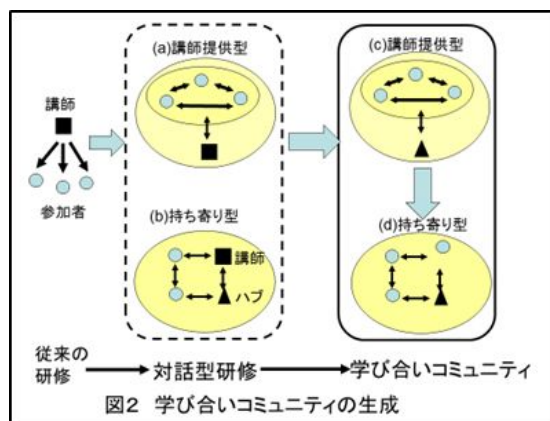 講師
参加者
(a)講師提供型
(b)持ち寄り型
講師
ハブ
(c)講師提供型
(d)持ち寄り型
従来の
研修
対話型研修
学び合いコミュニティ
図2 学び合いコミュニティの生成